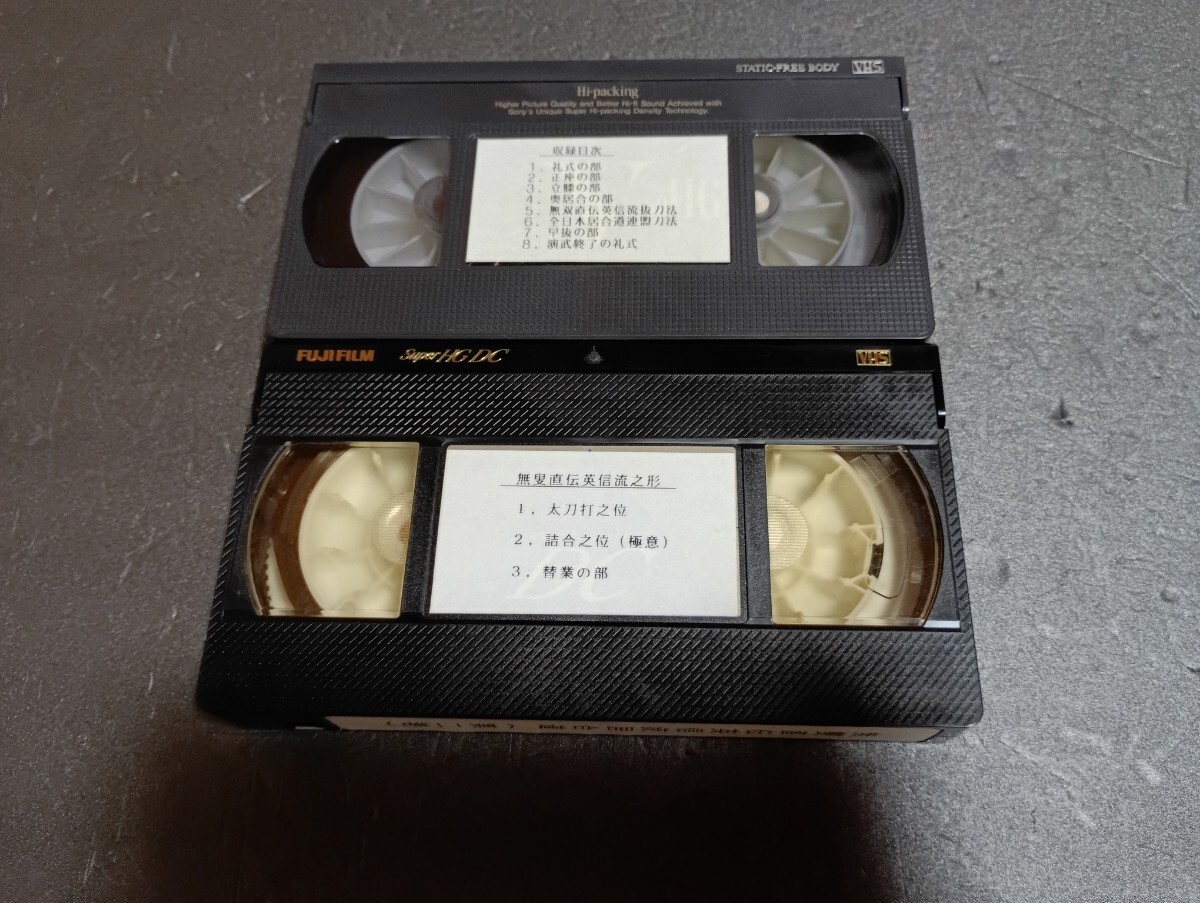 STATIC-FREE BODY VHS
Hi-packing
Higher Picture Quality and Better Hi-fi Sound Achieved with
Sony's Unique Super Hi-packing Density Technology.
収録目次
1. 礼式の部
2. 正座の部
3. 立膝の部
4. 奥居合の部
5. 無双直伝英信流抜刀法
6. 全日本居合道連盟刀法
7. 早抜の部
8. 演武終了の礼式
HG
FUJIFILM Super HG DC VHS
無叟直伝英信流之形
1. 太刀打之位
2. 詰合之位(極意)
3. 替業の部
DC